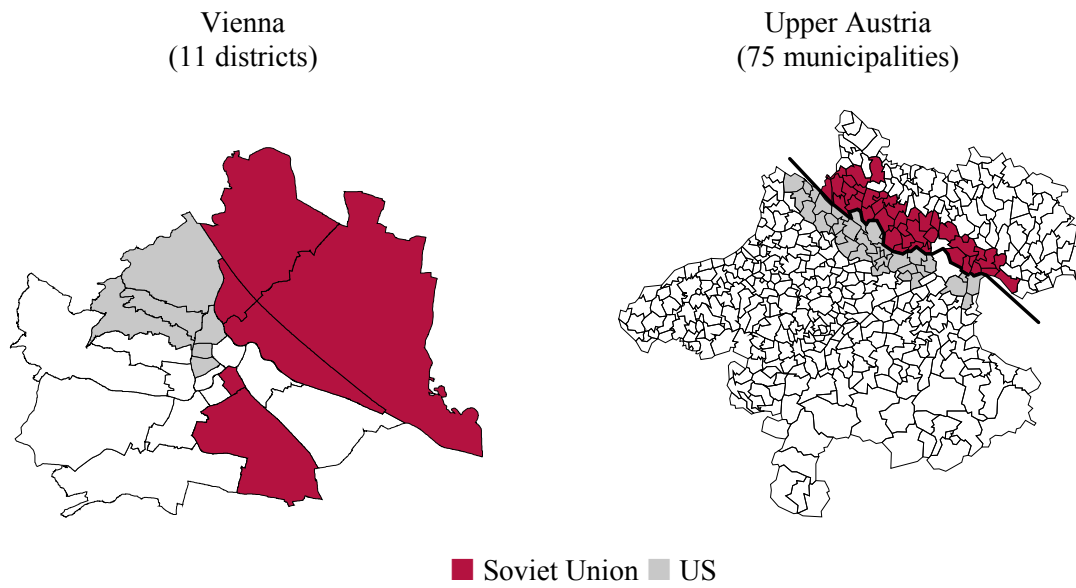 Vienna
(11 districts)
Upper Austria
(75 municipalities)
Soviet Union
US